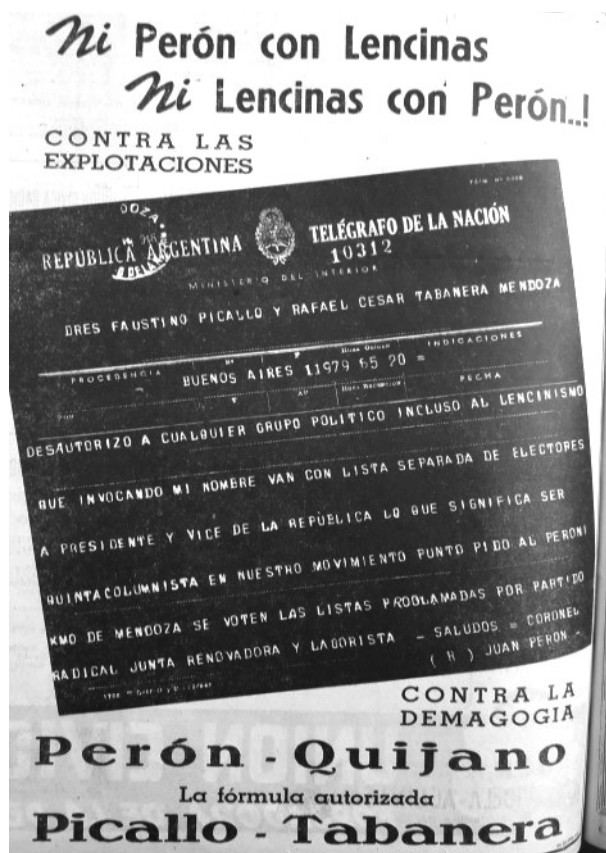 Ni Perón con Lencinas
Ni Lencinas con Perón..!
CONTRA LAS
EXPLOTACIONES
REPÚBLICA ARGENTINA
TELÉGRAFO DE LA NACIÓN
10312
MINISTERIO DEL INTERIOR
DRES FAUSTINO PICALLO Y RAFAEL CESAR TABANERA MENDOZA
PROCEDENCIA
INDICACIONES
BUENOS AIRES 11979 65 20 =
FECHA
DESAUTORIZO A CUALQUIER GRUPO POLITICO INCLUSO AL LENCINISMO
QUE INVOCANDO MI NOMBRE VAN CON LISTA SEPARADA DE ELECTORES
A PRESIDENTE Y VICE DE LA REPUBLICA LO QUE SIGNIFICA SER
QUINTACOLUMNISTA EN NUESTRO MOVIMIENTO PUNTO PIDO AL PERONI
KMO DE MENDOZA SE VOTEN LAS LISTAS PROCLAMADAS POR PARTIDO
RADICAL JUNTA RENOVADORA Y LABORISTA - SALUDOS = CORONEL
( R ) JUAN PERON -
CONTRA LA
DEMAGOGIA
Perón - Quijano
La fórmula autorizada
Picallo - Tabanera